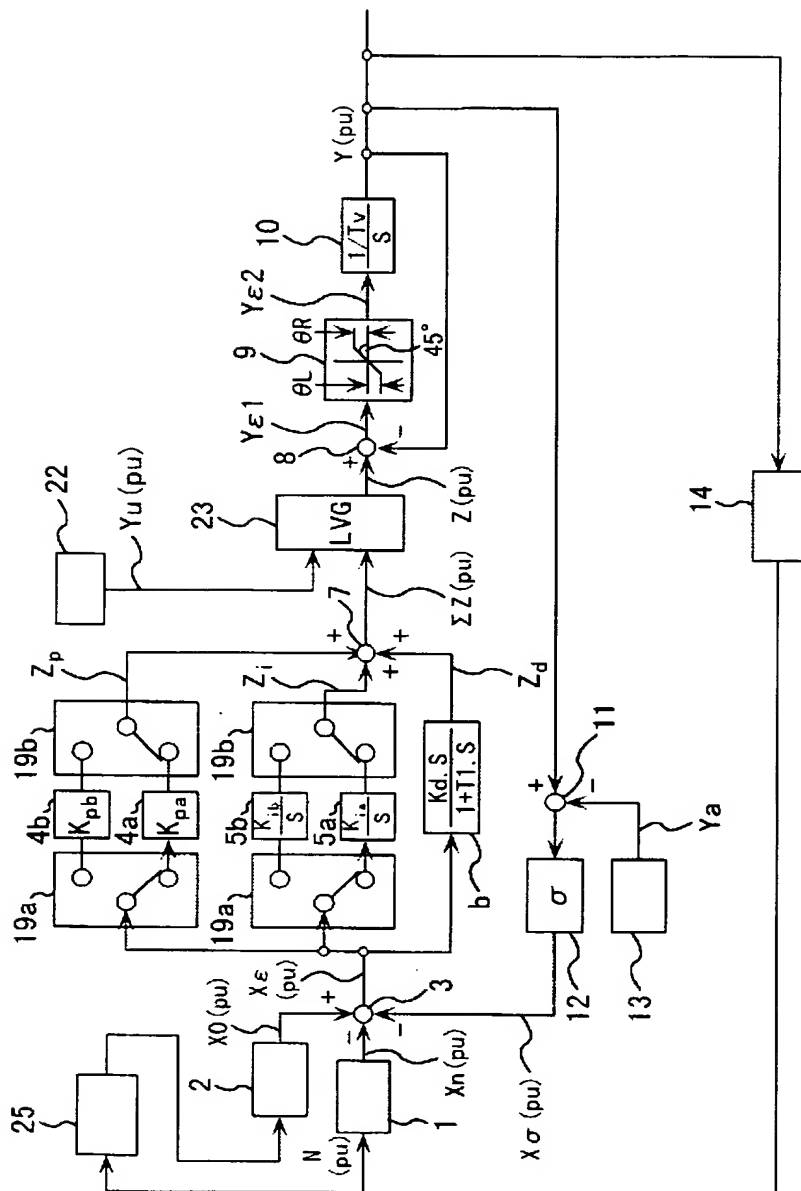 25
2
X0(pu)
N
(pu)
1
Xn(pu)
+
−
−
3
Xε
(pu)
Xσ(pu)
19a
4b
Kpb
4a
Kpa
19b
Zp
19a
5b
Kib
S
5a
Kia
S
19b
Zi
Kd.S
1+T1.S
b
Zd
+
+
+
7
ΣZ(pu)
22
Yu(pu)
23
LVG
Z(pu)
+
−
8
Yε1
9
θL
θR
45°
Yε2
10
1/Tv
S
Y(pu)
+
−
11
Ya
σ
12
13
14